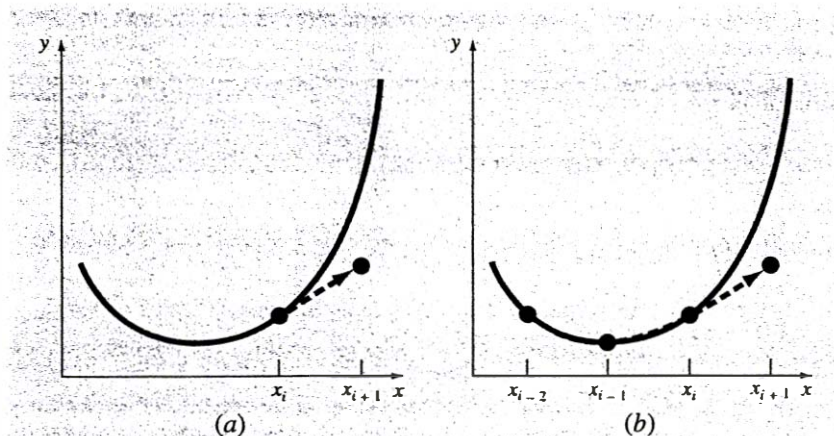 y
y
x_i x_{i+1} x
x_{i-2} x_{i-1} x_i x_{i+1} x
(a)
(b)